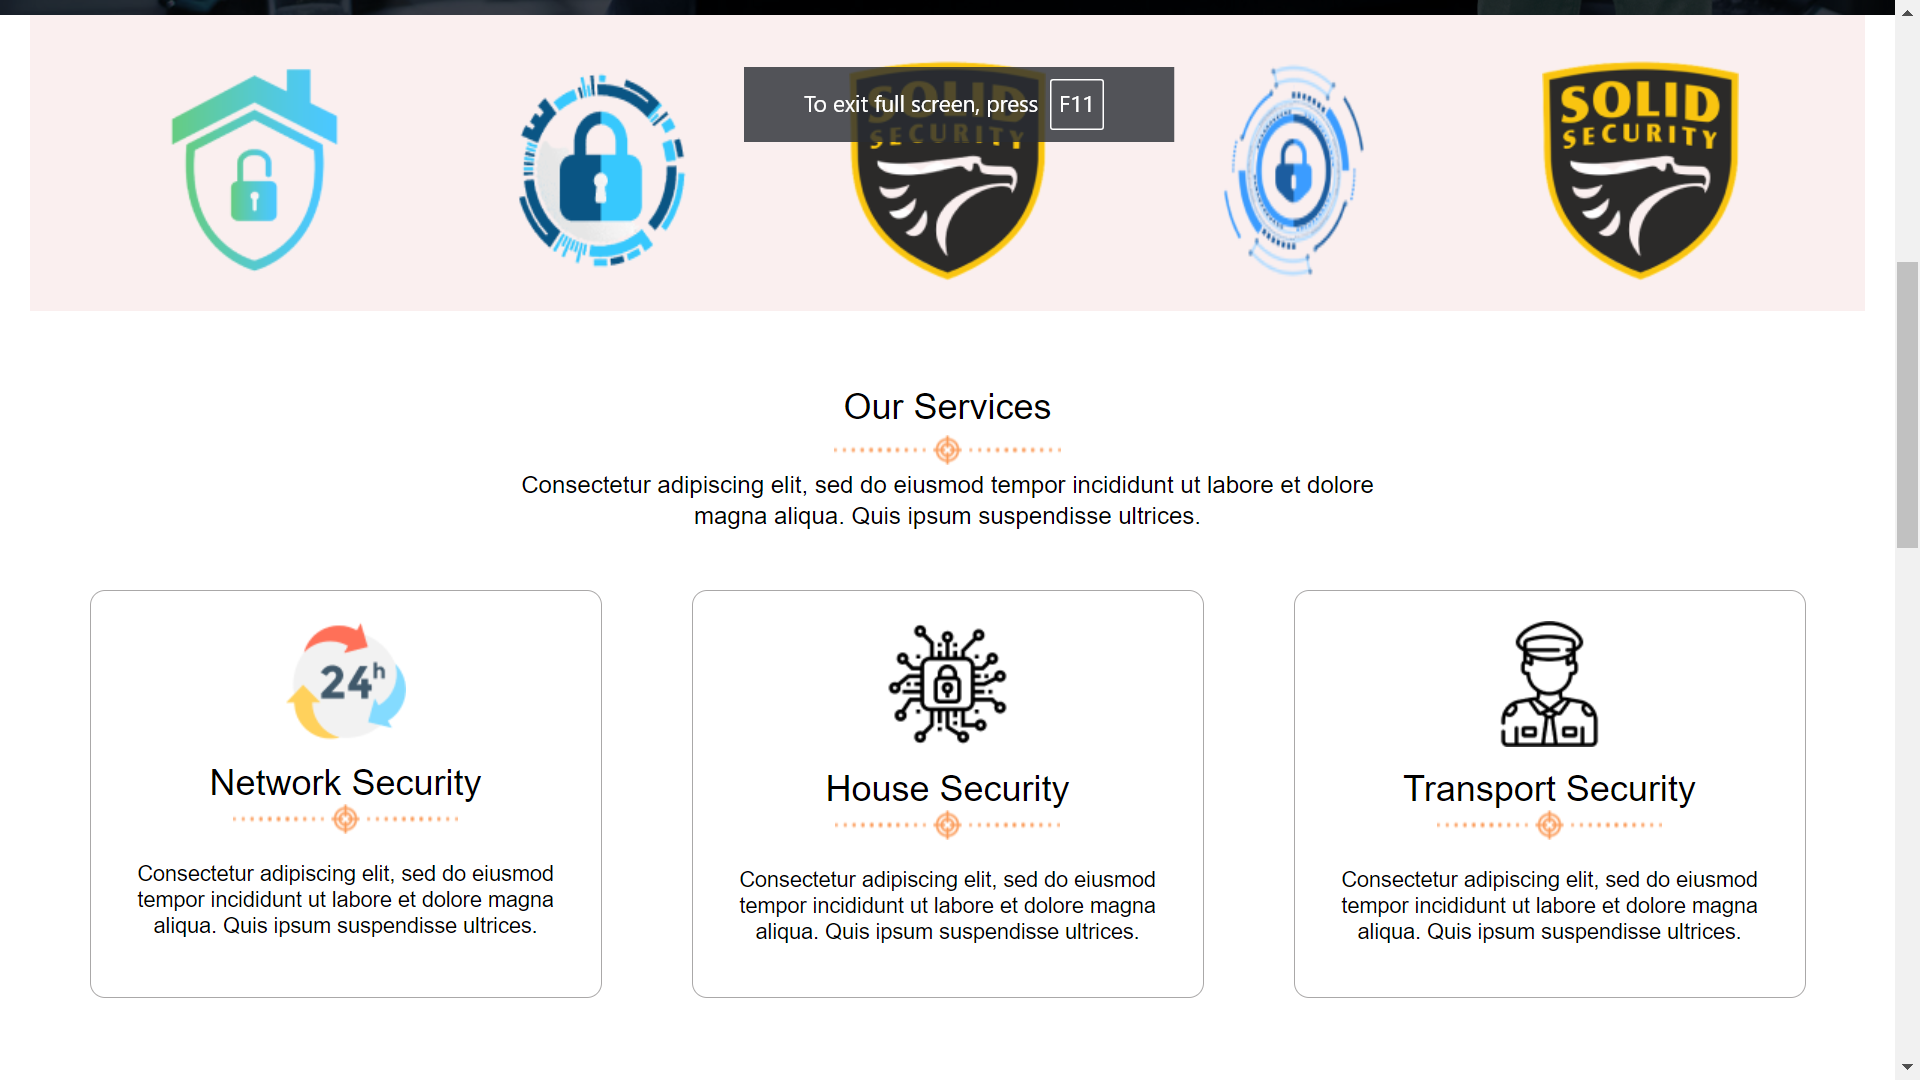 To exit full screen, press F11
SOLID
SECURITY
SOLID
SECURITY
Our Services
Consectetur adipiscing elit, sed do eiusmod tempor incididunt ut labore et dolore
magna aliqua. Quis ipsum suspendisse ultrices.
24h
Network Security
Consectetur adipiscing elit, sed do eiusmod
tempor incididunt ut labore et dolore magna
aliqua. Quis ipsum suspendisse ultrices.
House Security
Consectetur adipiscing elit, sed do eiusmod
tempor incididunt ut labore et dolore magna
aliqua. Quis ipsum suspendisse ultrices.
Transport Security
Consectetur adipiscing elit, sed do eiusmod
tempor incididunt ut labore et dolore magna
aliqua. Quis ipsum suspendisse ultrices.